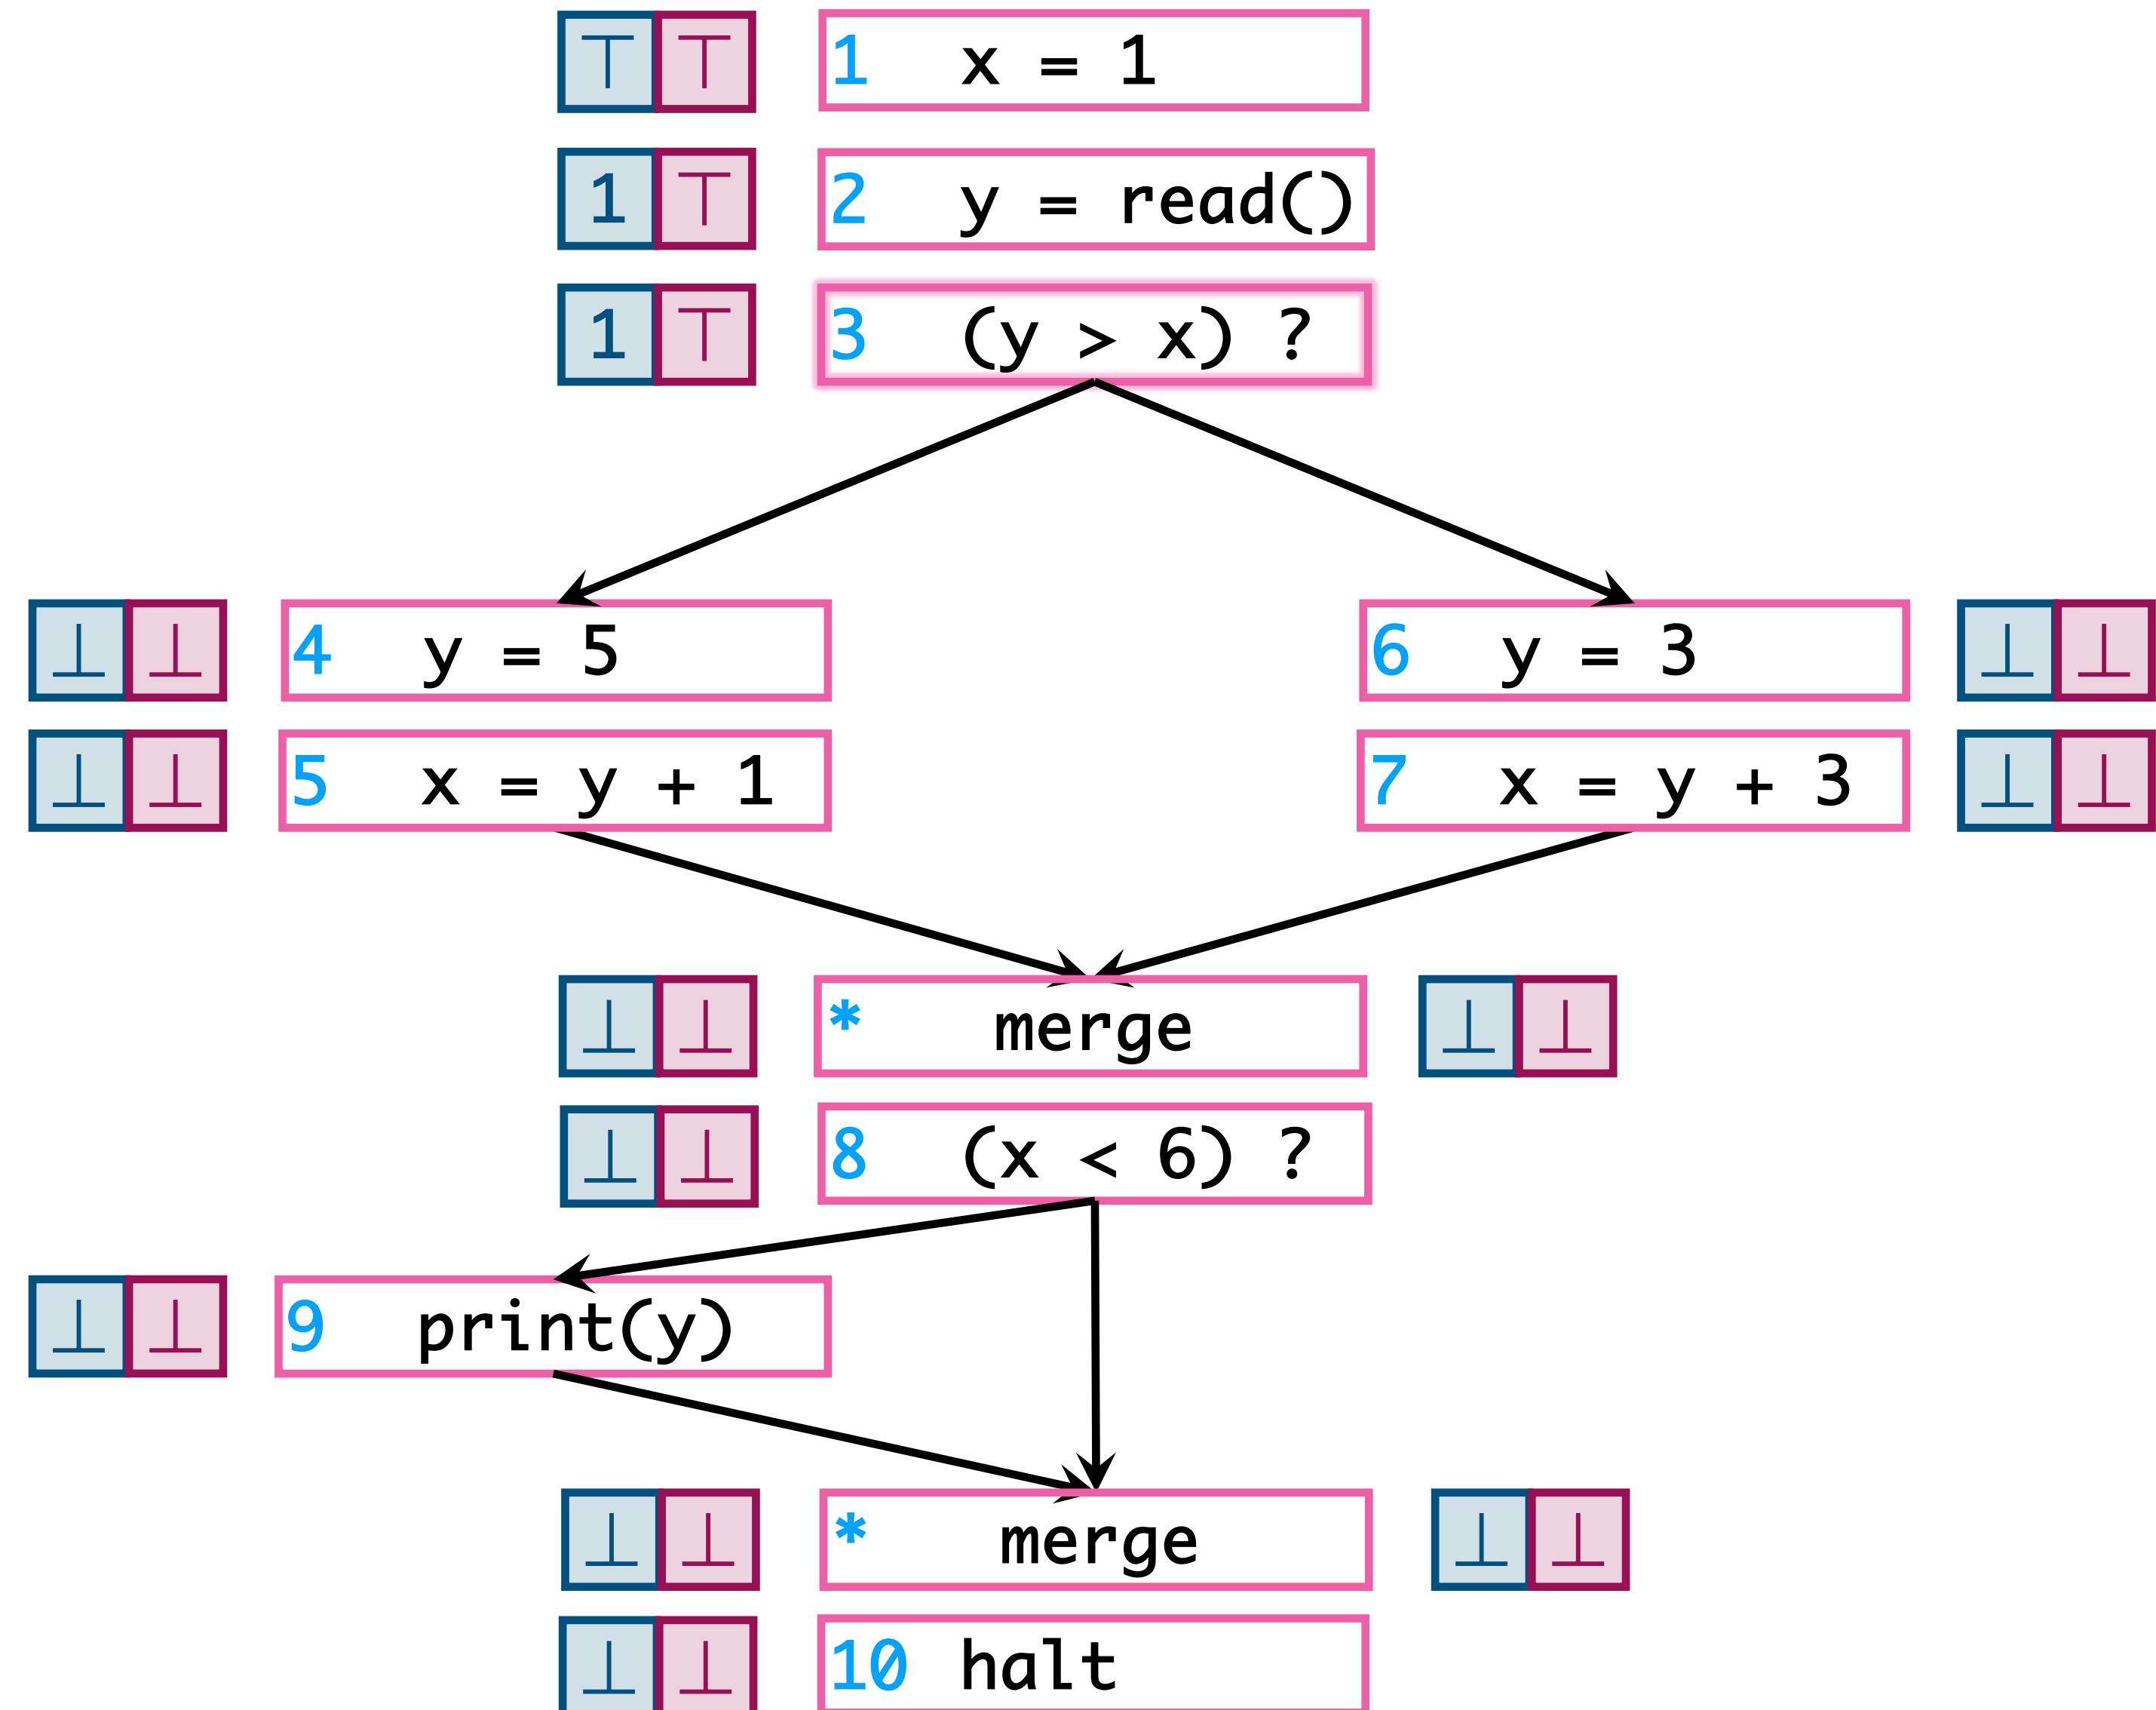 ⊤ ⊤ 1 x = 1
1 ⊤ 2 y = read()
1 ⊤ 3 (y > x) ?
⊥ ⊥ 4 y = 5
6 y = 3 ⊥ ⊥
⊥ ⊥ 5 x = y + 1
7 x = y + 3 ⊥ ⊥
⊥ ⊥ * merge ⊥ ⊥
⊥ ⊥ 8 (x < 6) ?
⊥ ⊥ 9 print(y)
⊥ ⊥ * merge ⊥ ⊥
⊥ ⊥ 10 halt